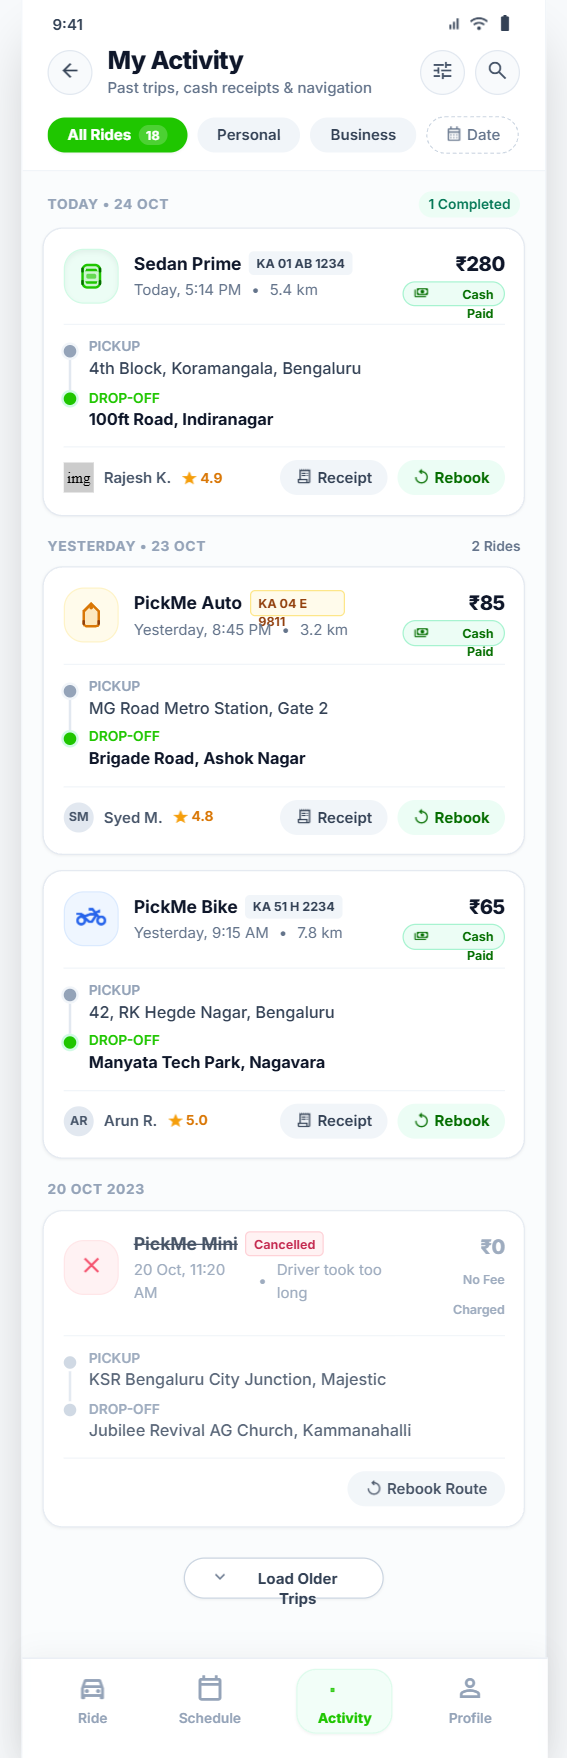 9:41
My Activity
Past trips, cash receipts & navigation
All Rides 18
Personal
Business
Date
TODAY • 24 OCT
1 Completed
Sedan Prime
KA 01 AB 1234
₹280
Today, 5:14 PM • 5.4 km
Cash
Paid
PICKUP
4th Block, Koramangala, Bengaluru
DROP-OFF
100ft Road, Indiranagar
img
Rajesh K.
4.9
Receipt
Rebook
YESTERDAY • 23 OCT
2 Rides
PickMe Auto
KA 04 E
9811
₹85
Yesterday, 8:45 PM • 3.2 km
Cash
Paid
PICKUP
MG Road Metro Station, Gate 2
DROP-OFF
Brigade Road, Ashok Nagar
SM
Syed M.
4.8
Receipt
Rebook
PickMe Bike
KA 51 H 2234
₹65
Yesterday, 9:15 AM • 7.8 km
Cash
Paid
PICKUP
42, RK Hegde Nagar, Bengaluru
DROP-OFF
Manyata Tech Park, Nagavara
AR
Arun R.
5.0
Receipt
Rebook
20 OCT 2023
PickMe Mini
Cancelled
₹0
20 Oct, 11:20
AM
•
Driver took too
long
No Fee
Charged
PICKUP
KSR Bengaluru City Junction, Majestic
DROP-OFF
Jubilee Revival AG Church, Kammanahalli
Rebook Route
Load Older
Trips
Ride
Schedule
Activity
Profile